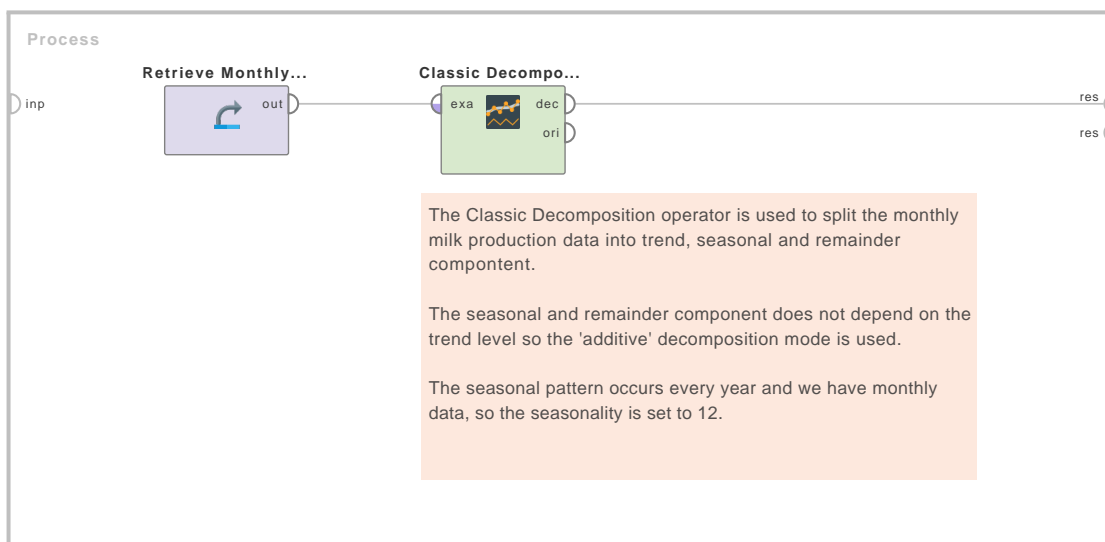 Process
Retrieve Monthly...
Classic Decompo...
inp
out
exa
dec
ori
res
res
The Classic Decomposition operator is used to split the monthly
milk production data into trend, seasonal and remainder
compontent.
The seasonal and remainder component does not depend on the
trend level so the 'additive' decomposition mode is used.
The seasonal pattern occurs every year and we have monthly
data, so the seasonality is set to 12.